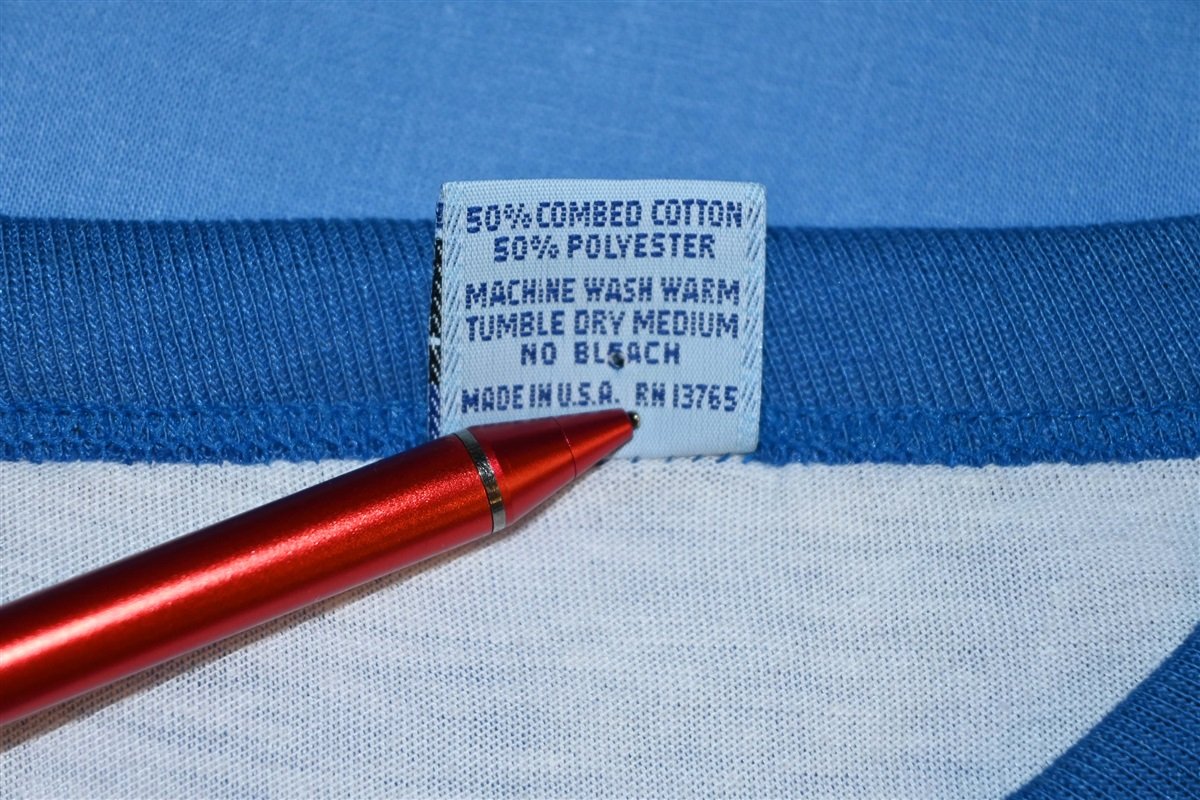 50% COMBED COTTON
50% POLYESTER
MACHINE WASH WARM
TUMBLE DRY MEDIUM
NO BLEACH
MADE IN U.S.A. RN 13765